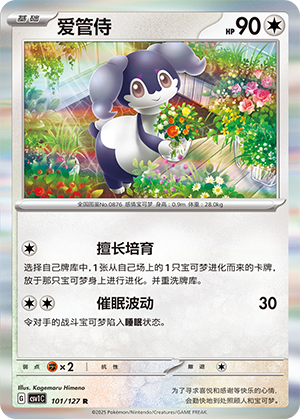 基础
爱管侍
HP 90
全国图鉴No.0876 感情宝可梦 身高:0.9m 体重:28.0kg
擅长培育
选择自己牌库中,1张从自己场上的1只宝可梦进化而来的卡牌,
放于那只宝可梦身上进行进化。并重洗牌库。
催眠波动 30
令对手的战斗宝可梦陷入睡眠状态。
弱点 ×2 抗性 撤退
Illus. Kagemaru Himeno
G CSV1C 101/127 R
为了寻求喜悦和感谢等快乐的心情,
会勤快地到处照顾人和宝可梦。
©2025 Pokémon/Nintendo/Creatures/GAME FREAK.